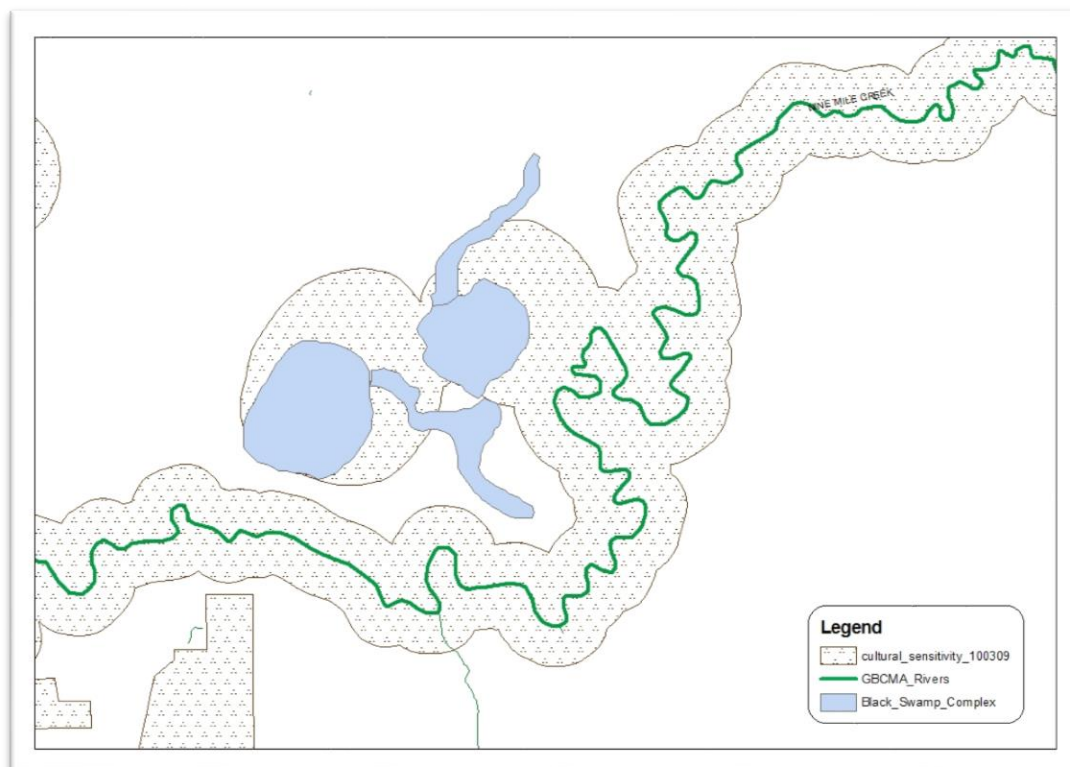 NINE MILE CREEK
Legend
cultural_sensitivity_100309
GBCMA_Rivers
Black_Swamp_Complex